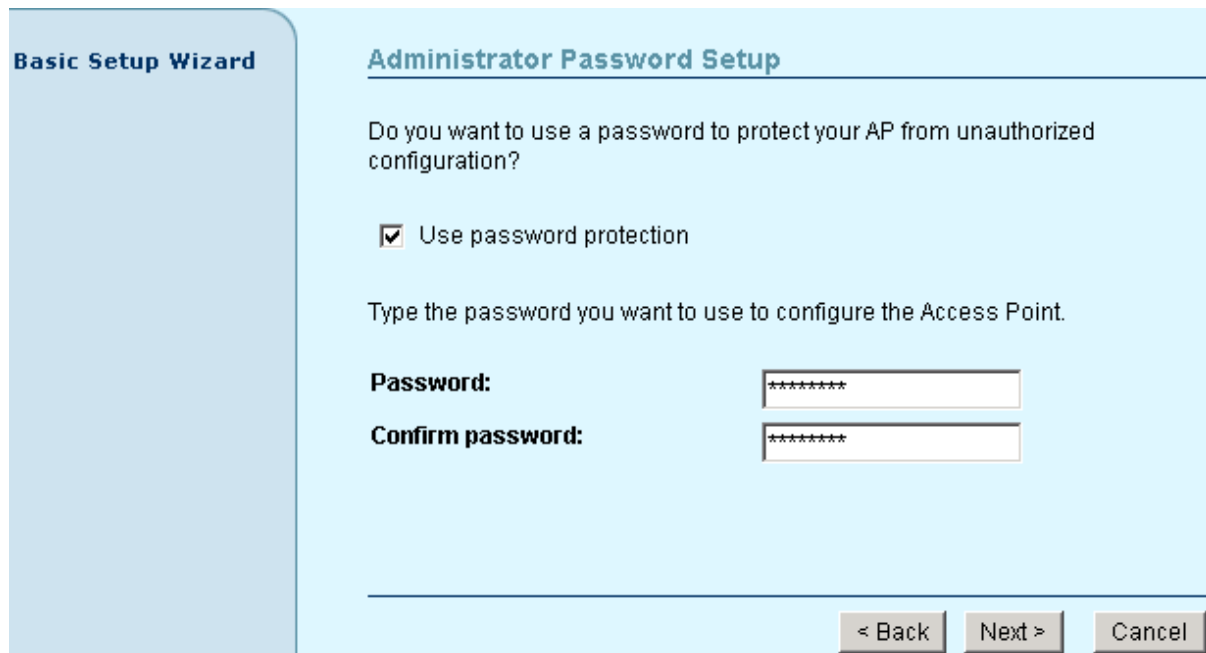 Basic Setup Wizard
Administrator Password Setup
Do you want to use a password to protect your AP from unauthorized
configuration?
Use password protection
Type the password you want to use to configure the Access Point.
Password:
********
Confirm password:
********
< Back
Next >
Cancel